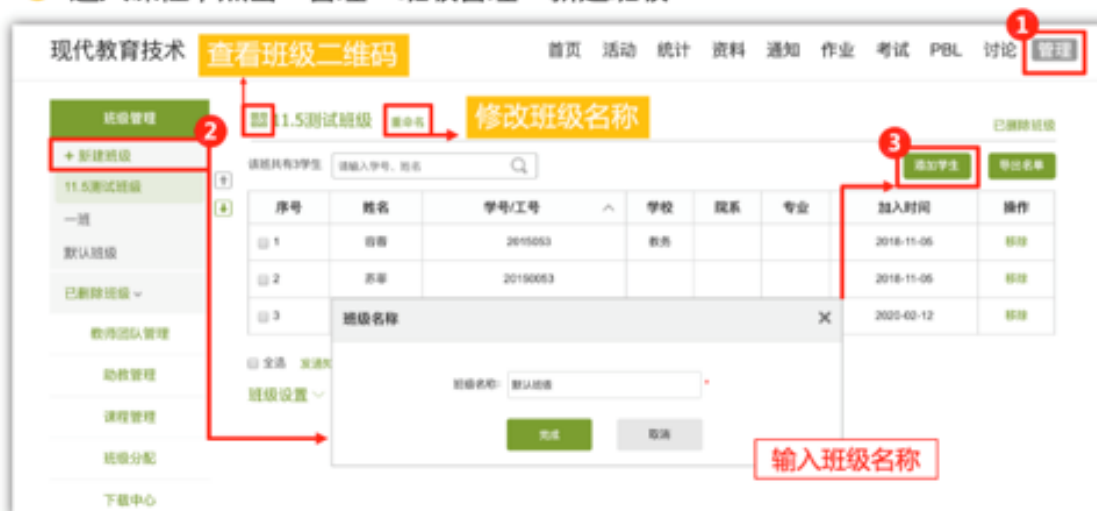 现代教育技术
查看班级二维码
首页 活动 统计 资料 通知 作业 考试 PBL 讨论 管理
1
班级管理
2
11.5测试班级 重命名
修改班级名称
已删除班级
+ 新建班级
该班共有3学生 请输入学号、姓名
3
添加学生 导出名单
11.5测试班级
一班
默认班级
已删除班级
教师团队管理
助教管理
课程管理
班级分配
下载中心
序号 姓名 学号/工号 学校 院系 专业 加入时间 操作
1 2015053 教务 2018-11-05 移除
2 20190053 2018-11-05 移除
3 2020-02-12 移除
班级名称 ×
班级名称: 默认班级 *
完成 取消
全选 发通知
班级设置
输入班级名称